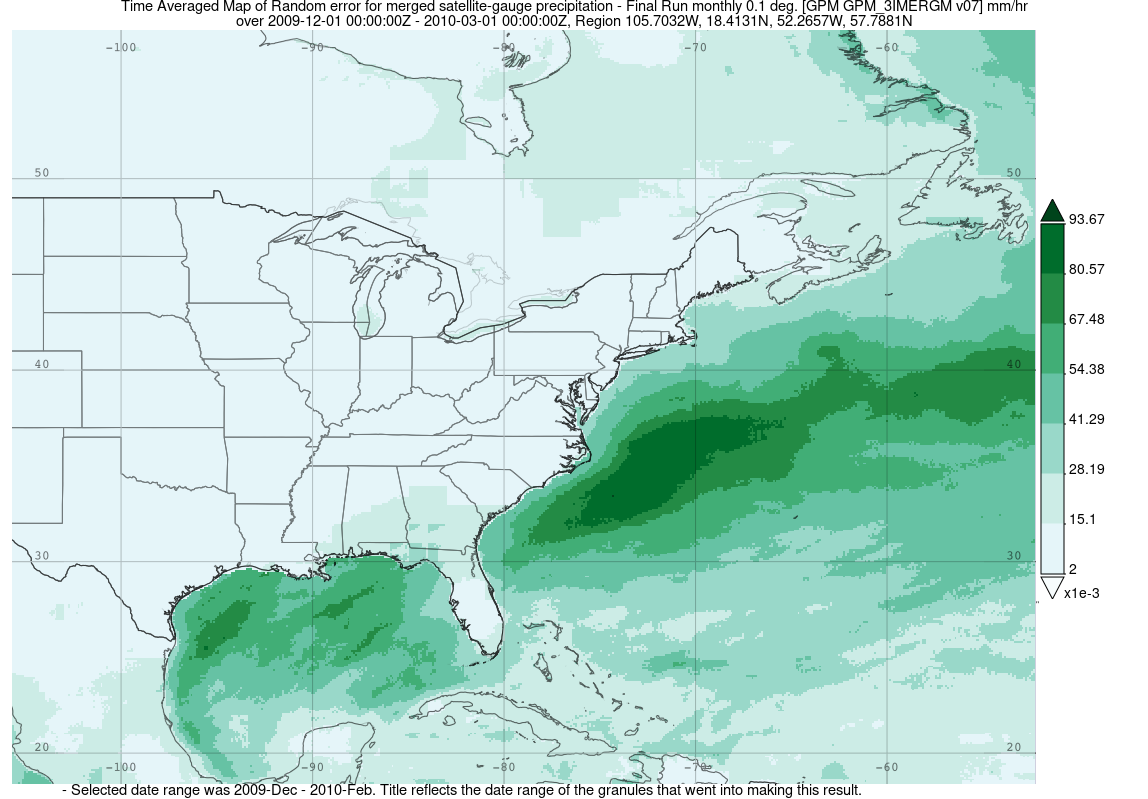 Time Averaged Map of Random error for merged satellite-gauge precipitation - Final Run monthly 0.1 deg. [GPM GPM_3IMERGM v07] mm/hr
over 2009-12-01 00:00:00Z - 2010-03-01 00:00:00Z, Region 105.7032W, 18.4131N, 52.2657W, 57.7881N
-100 -90 -80 -70 -60
50 50
40 40
30 30
20 20
-100 -90 -80 -70 -60
93.67
80.57
67.48
54.38
41.29
28.19
15.1
2
x1e-3
- Selected date range was 2009-Dec - 2010-Feb. Title reflects the date range of the granules that went into making this result.